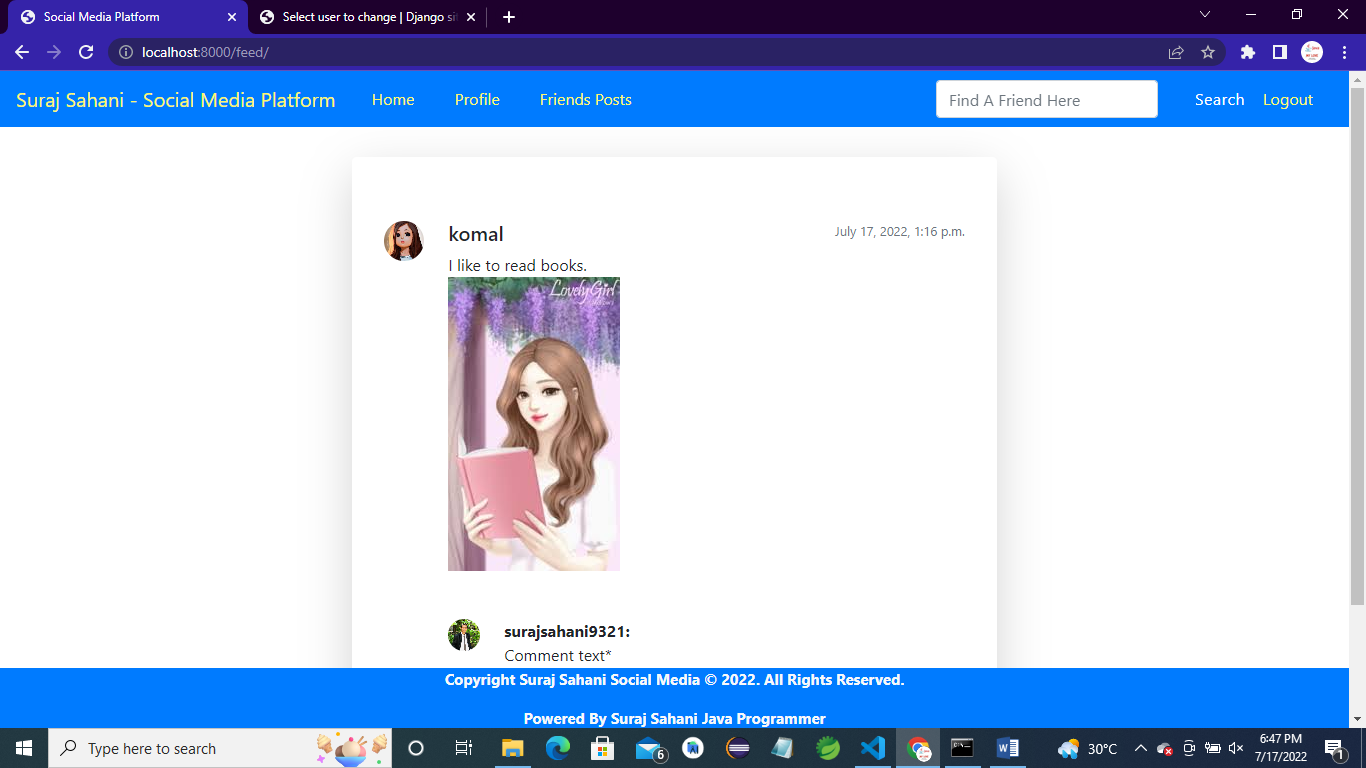 Social Media Platform
Select user to change | Django si
localhost:8000/feed/
Suraj Sahani - Social Media Platform Home Profile Friends Posts Find A Friend Here Search Logout
komal July 17, 2022, 1:16 p.m.
I like to read books.
LovelyGirl
surajsahani9321:
Comment text*
Copyright Suraj Sahani Social Media © 2022. All Rights Reserved.
Powered By Suraj Sahani Java Programmer
Type here to search 6 30°C 6:47 PM
7/17/2022 1